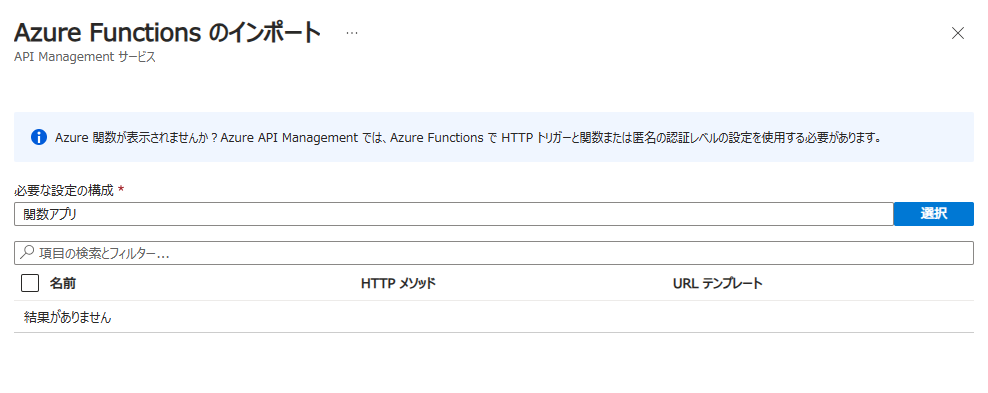 Azure Functions のインポート ...
API Management サービス
Azure 関数が表示されませんか？Azure API Management では、Azure Functions で HTTP トリガーと関数または匿名の認証レベルの設定を使用する必要があります。
必要な設定の構成 *
関数アプリ 選択
項目の検索とフィルター...
名前 HTTP メソッド URL テンプレート
結果がありません